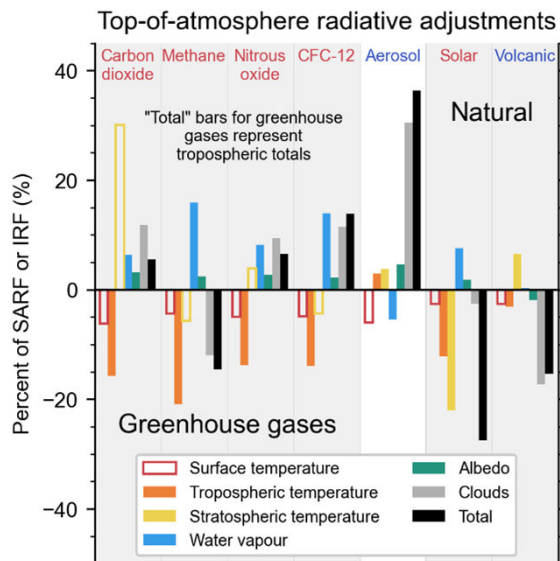 Top-of-atmosphere radiative adjustments
Carbon dioxide
Methane
Nitrous oxide
CFC-12
Aerosol
Solar
Volcanic
"Total" bars for greenhouse
gases represent
tropospheric totals
Natural
Percent of SARF or IRF (%)
40
20
0
−20
−40
Greenhouse gases
Surface temperature
Tropospheric temperature
Stratospheric temperature
Water vapour
Albedo
Clouds
Total